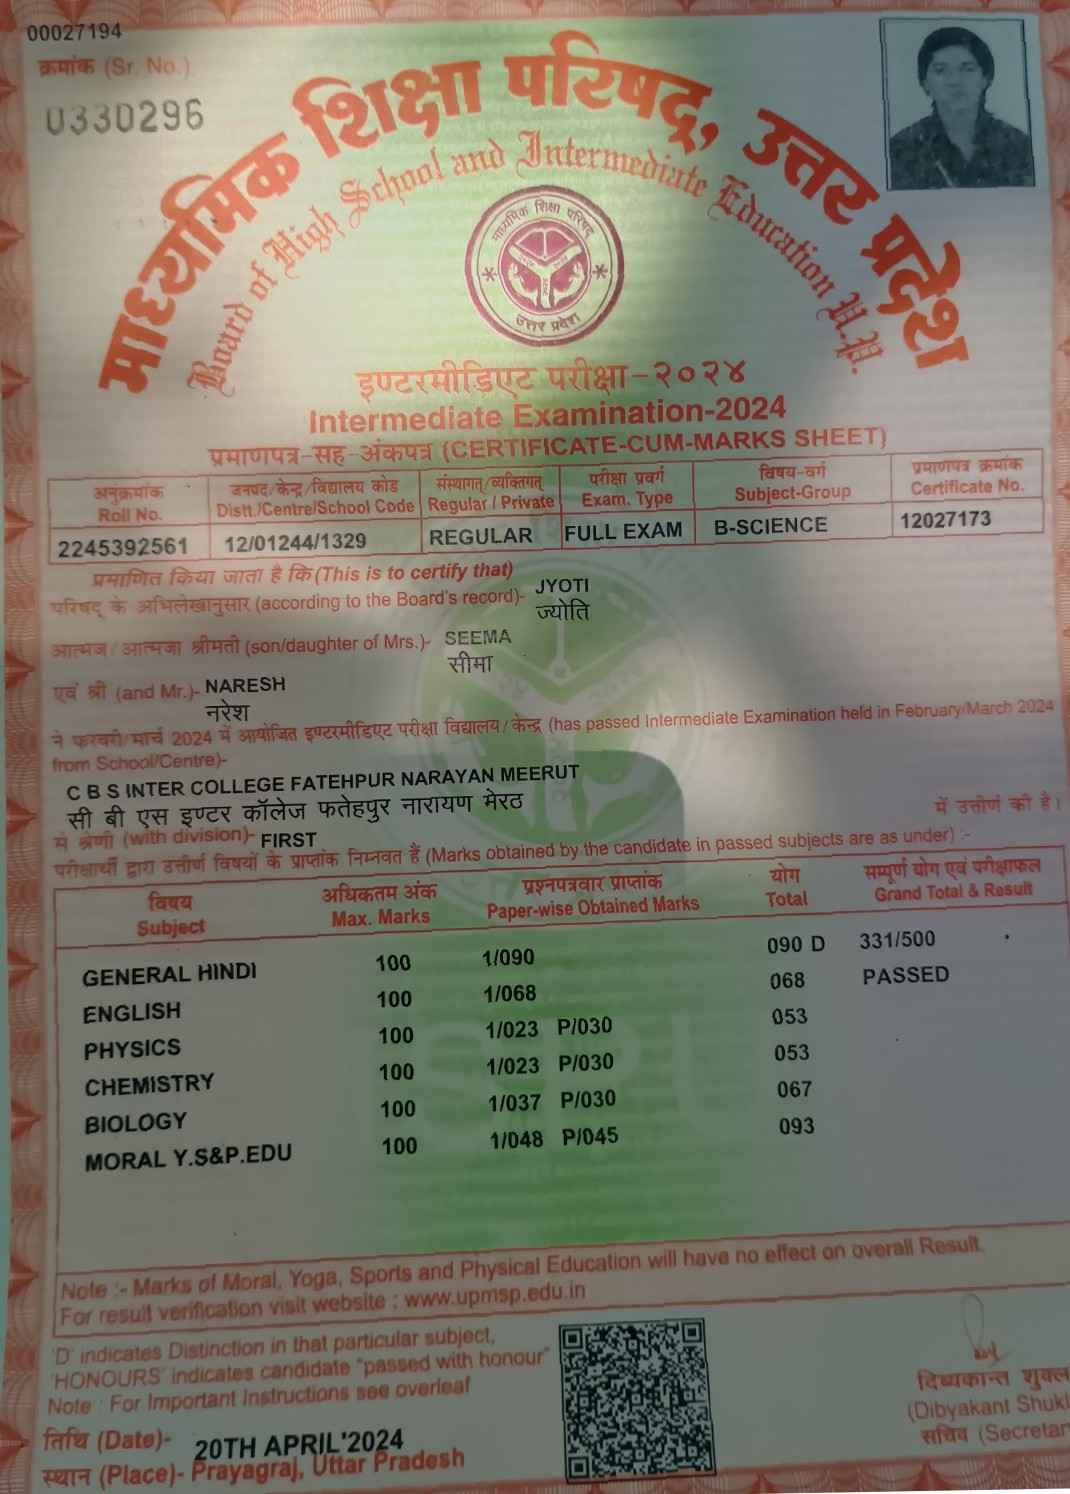 00027194
क्रमांक (Sr. No.)
0330296
माध्यमिक शिक्षा परिषद्, उत्तर प्रदेश
Board of High School and Intermediate Education U.P.
माध्यमिक शिक्षा परिषद्
उत्तर प्रदेश
इण्टरमीडिएट परीक्षा-२०२४
Intermediate Examination-2024
प्रमाणपत्र-सह-अंकपत्र (CERTIFICATE-CUM-MARKS SHEET)
अनुक्रमांक जनपद/केन्द्र/विद्यालय कोड संस्थागत/व्यक्तिगत परीक्षा प्रवर्ग विषय-वर्ग प्रमाणपत्र क्रमांक
Roll No. Distt./Centre/School Code Regular / Private Exam. Type Subject-Group Certificate No.
2245392561 12/01244/1329 REGULAR FULL EXAM B-SCIENCE 12027173
प्रमाणित किया जाता है कि (This is to certify that)
परिषद् के अभिलेखानुसार (according to the Board's record)- JYOTI
ज्योति
आत्मज/आत्मजा श्रीमती (son/daughter of Mrs.)- SEEMA
सीमा
एवं श्री (and Mr.)- NARESH
नरेश
ने फरवरी/मार्च 2024 में आयोजित इण्टरमीडिएट परीक्षा विद्यालय/केन्द्र (has passed Intermediate Examination held in February/March 2024
from School/Centre)-
C B S INTER COLLEGE FATEHPUR NARAYAN MEERUT
सी बी एस इण्टर कॉलेज फतेहपुर नारायण मेरठ
में उत्तीर्ण की है।
में श्रेणी (with division)- FIRST
परीक्षार्थी द्वारा उत्तीर्ण विषयों के प्राप्तांक निम्नवत हैं (Marks obtained by the candidate in passed subjects are as under) :-
विषय अधिकतम अंक प्रश्नपत्रवार प्राप्तांक योग सम्पूर्ण योग एवं परीक्षाफल
Subject Max. Marks Paper-wise Obtained Marks Total Grand Total & Result
GENERAL HINDI 100 1/090 090 D 331/500
ENGLISH 100 1/068 068 PASSED
PHYSICS 100 1/023 P/030 053
CHEMISTRY 100 1/023 P/030 053
BIOLOGY 100 1/037 P/030 067
MORAL Y.S&P.EDU 100 1/048 P/045 093
Note :- Marks of Moral, Yoga, Sports and Physical Education will have no effect on overall Result.
For result verification visit website : www.upmsp.edu.in
'D' indicates Distinction in that particular subject,
'HONOURS' indicates candidate "passed with honour"
Note : For Important Instructions see overleaf
तिथि (Date)- 20TH APRIL'2024
स्थान (Place)- Prayagraj, Uttar Pradesh
दिव्यकान्त शुक्ल
(Dibyakant Shukl
सचिव (Secretar